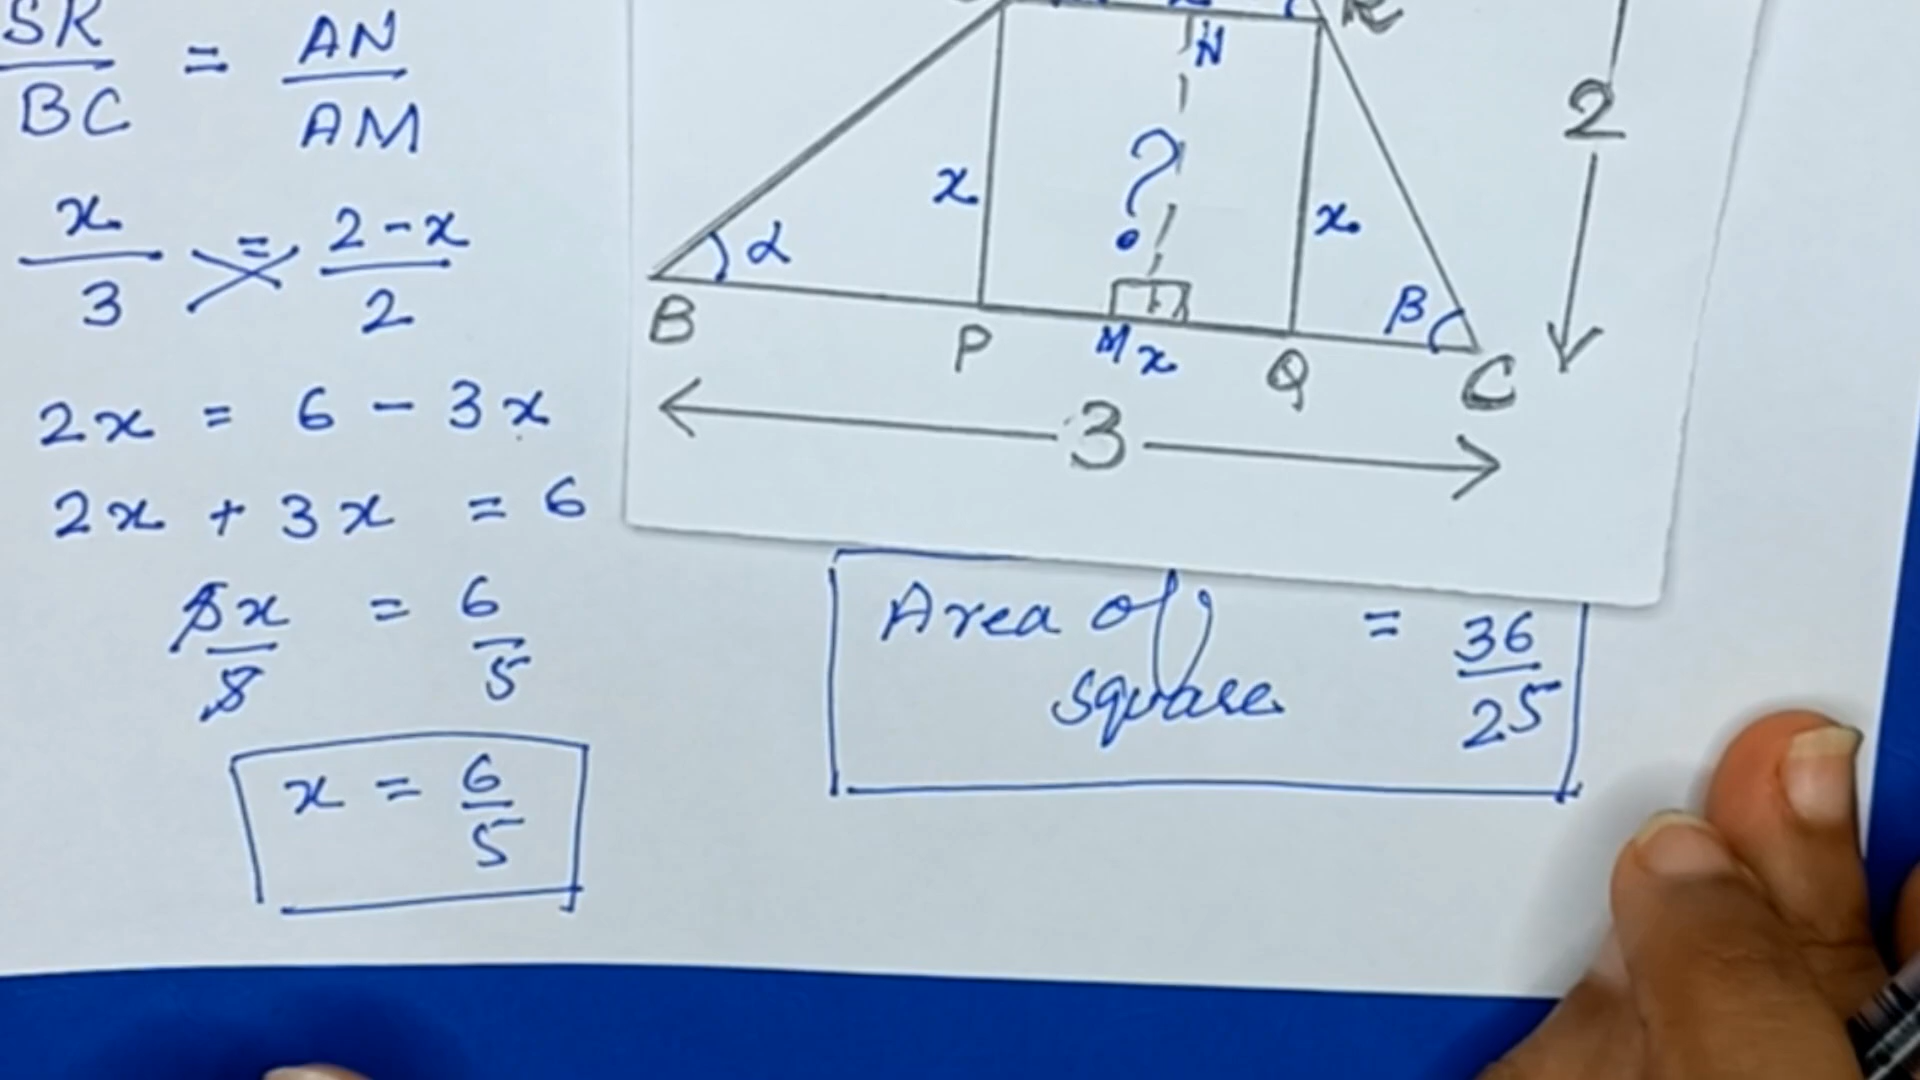 SR/BC = AN/AM
x/3 = 2-x/2
2x = 6 - 3x
2x + 3x = 6
5x/5 = 6/5
x = 6/5
R
N
2
?
x
x
α
β
B
P
M x
Q
C
3
Area of = 36/25
square